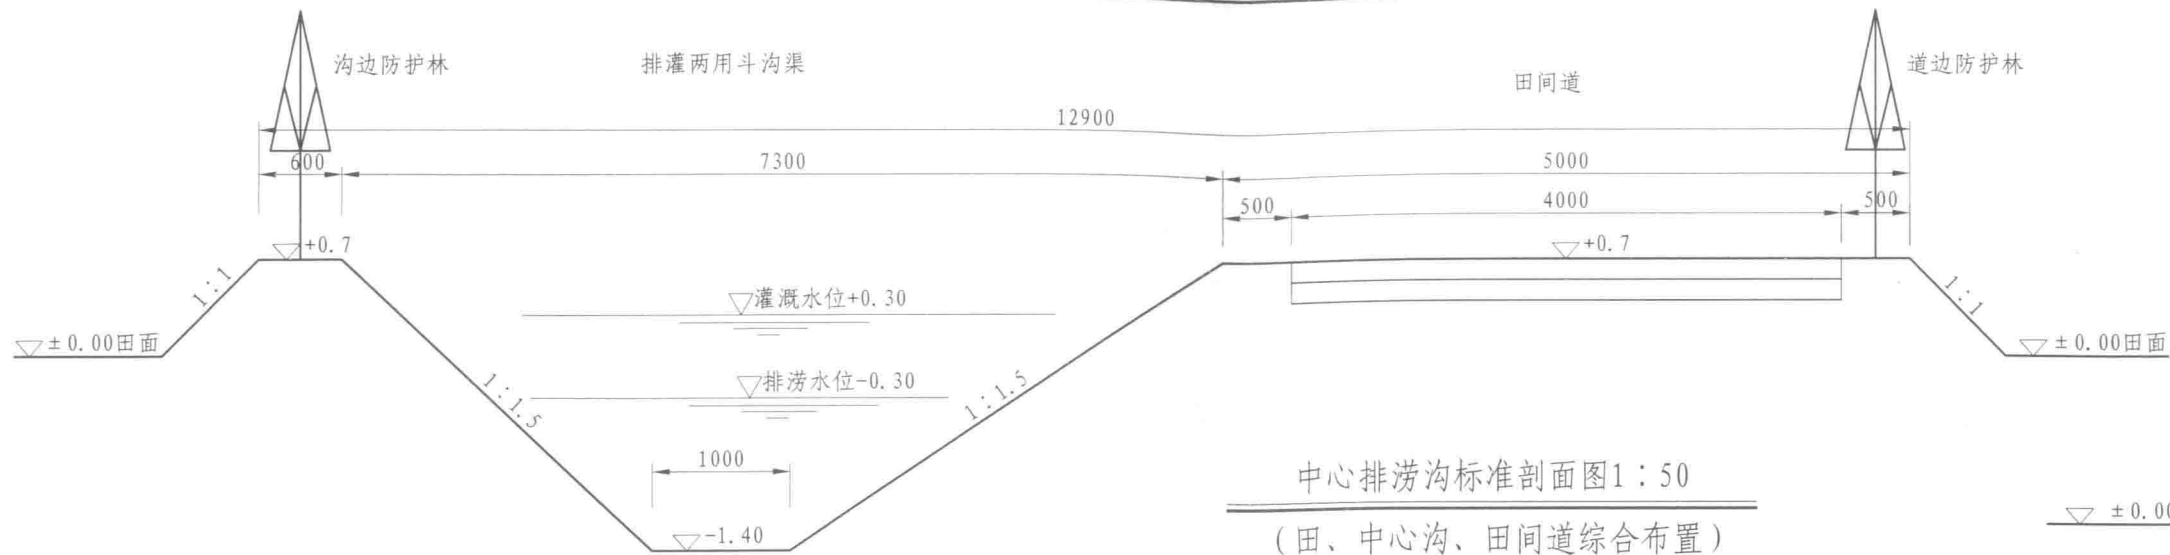 沟边防护林
排灌两用斗沟渠
田间道
道边防护林
12900
600
7300
5000
500
4000
500
+0.7
+0.7
1:1
灌溉水位+0.30
1:1
±0.00田面
±0.00田面
1:1.5
排涝水位-0.30
1:1.5
1000
中心排涝沟标准剖面图1:50
-1.40
(田、中心沟、田间道综合布置)
±0.00